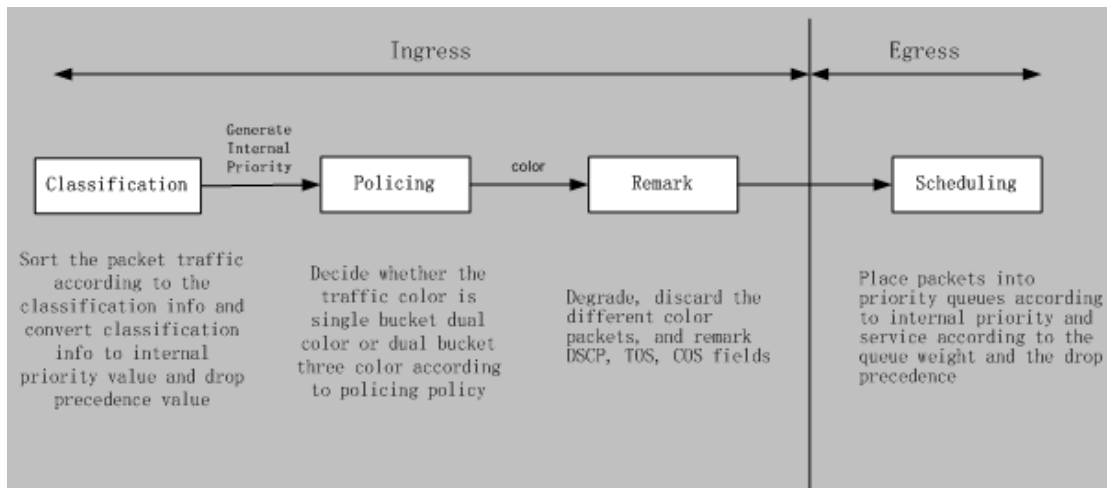 Ingress
Egress
Generate
Internal
Priority
color
Classification
Policing
Remark
Scheduling
Sort the packet traffic
according to the
classification info and
convert classification
info to internal
priority value and drop
precedence value
Decide whether the
traffic color is
single bucket dual
color or dual bucket
three color according
to policing policy
Degrade, discard the
different color
packets, and remark
DSCP, TOS, COS fields
Place packets into
priority queues according
to internal priority and
service according to the
queue weight and the drop
precedence